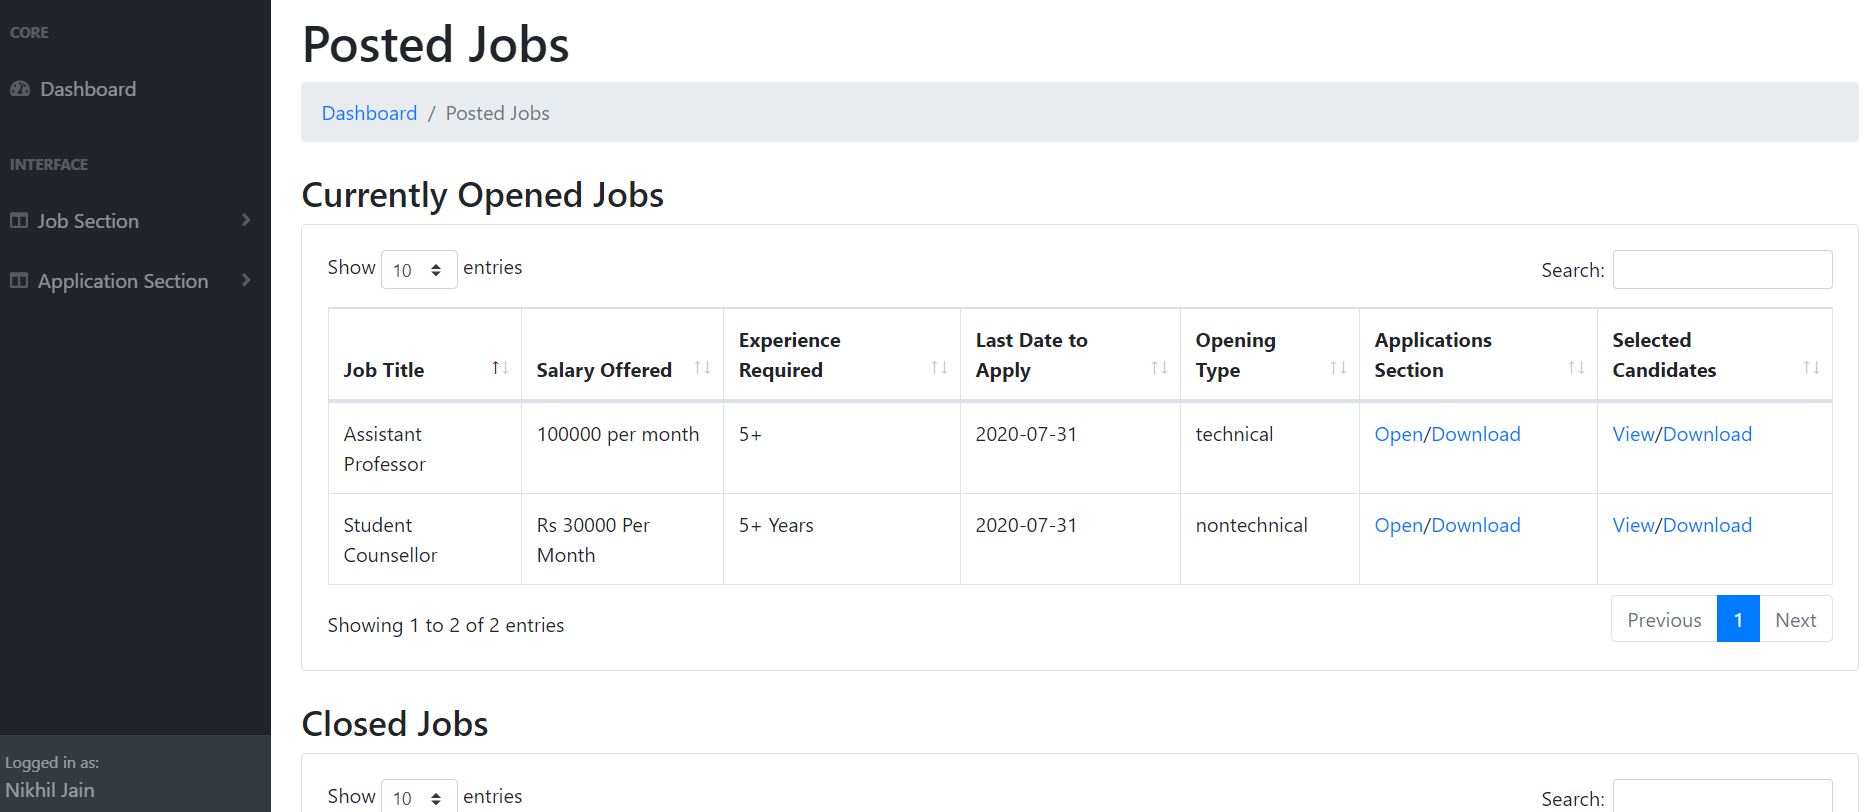 CORE
Dashboard
INTERFACE
Job Section
Application Section
Logged in as:
Nikhil Jain
Posted Jobs
Dashboard / Posted Jobs
Currently Opened Jobs
Show 10 entries
Search:
Job Title
Salary Offered
Experience
Required
Last Date to
Apply
Opening
Type
Applications
Section
Selected
Candidates
Assistant
Professor
100000 per month
5+
2020-07-31
technical
Open/Download
View/Download
Student
Counsellor
Rs 30000 Per
Month
5+ Years
2020-07-31
nontechnical
Open/Download
View/Download
Showing 1 to 2 of 2 entries
Previous 1 Next
Closed Jobs
Show 10 entries
Search: